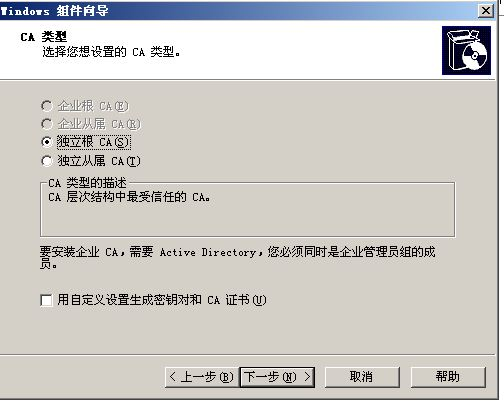 Windows 组件向导
CA 类型
选择您想设置的 CA 类型。
企业根 CA(E)
企业从属 CA(R)
独立根 CA(S)
独立从属 CA(T)
CA 类型的描述
CA 层次结构中最受信任的 CA。
要安装企业 CA,需要 Active Directory,您必须同时是企业管理员组的成
员。
用自定义设置生成密钥对和 CA 证书(U)
< 上一步(B) 下一步(N) > 取消 帮助